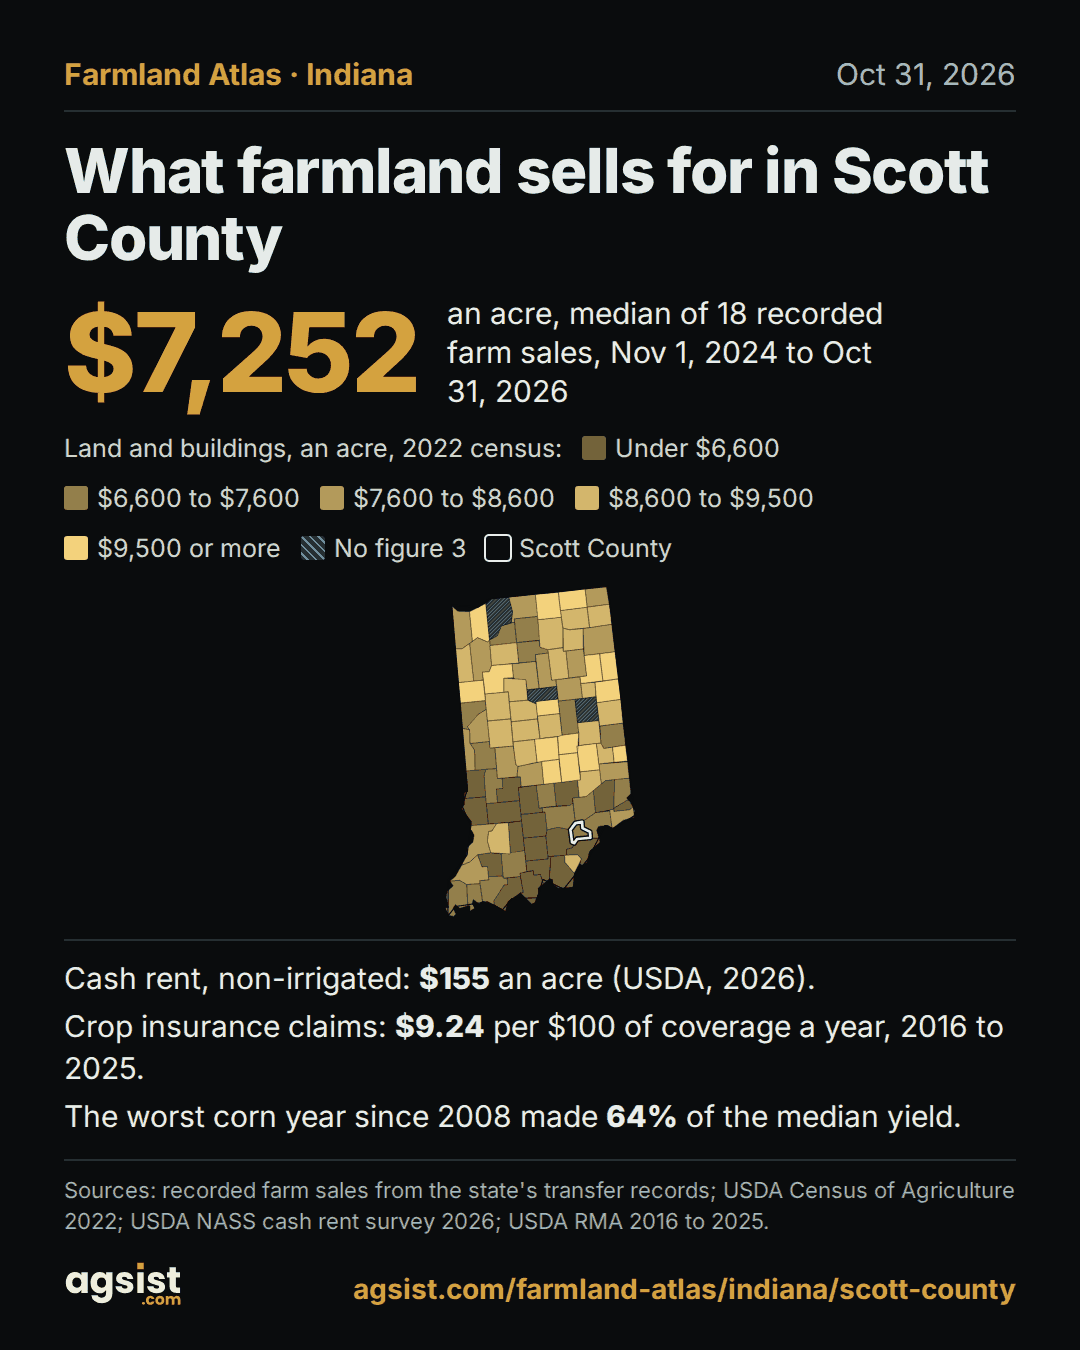 Farmland Atlas · Indiana
Oct 31, 2026
What farmland sells for in Scott
County
$7,252
an acre, median of 18 recorded
farm sales, Nov 1, 2024 to Oct
31, 2026
Land and buildings, an acre, 2022 census: Under $6,600
$6,600 to $7,600 $7,600 to $8,600 $8,600 to $9,500
$9,500 or more No figure 3 Scott County
Cash rent, non-irrigated: $155 an acre (USDA, 2026).
Crop insurance claims: $9.24 per $100 of coverage a year, 2016 to
2025.
The worst corn year since 2008 made 64% of the median yield.
Sources: recorded farm sales from the state's transfer records; USDA Census of Agriculture
2022; USDA NASS cash rent survey 2026; USDA RMA 2016 to 2025.
agsist
.com
agsist.com/farmland-atlas/indiana/scott-county